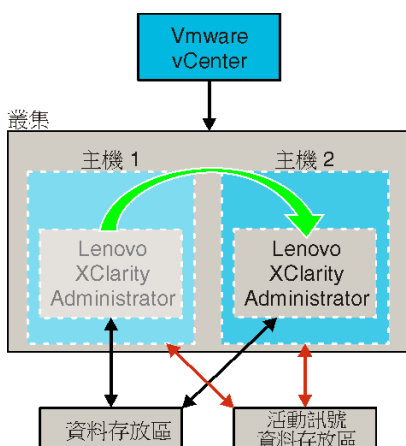 Vmware
vCenter
叢集
主機 1
主機 2
Lenovo
XClarity
Administrator
Lenovo
XClarity
Administrator
資料存放區
活動訊號
資料存放區